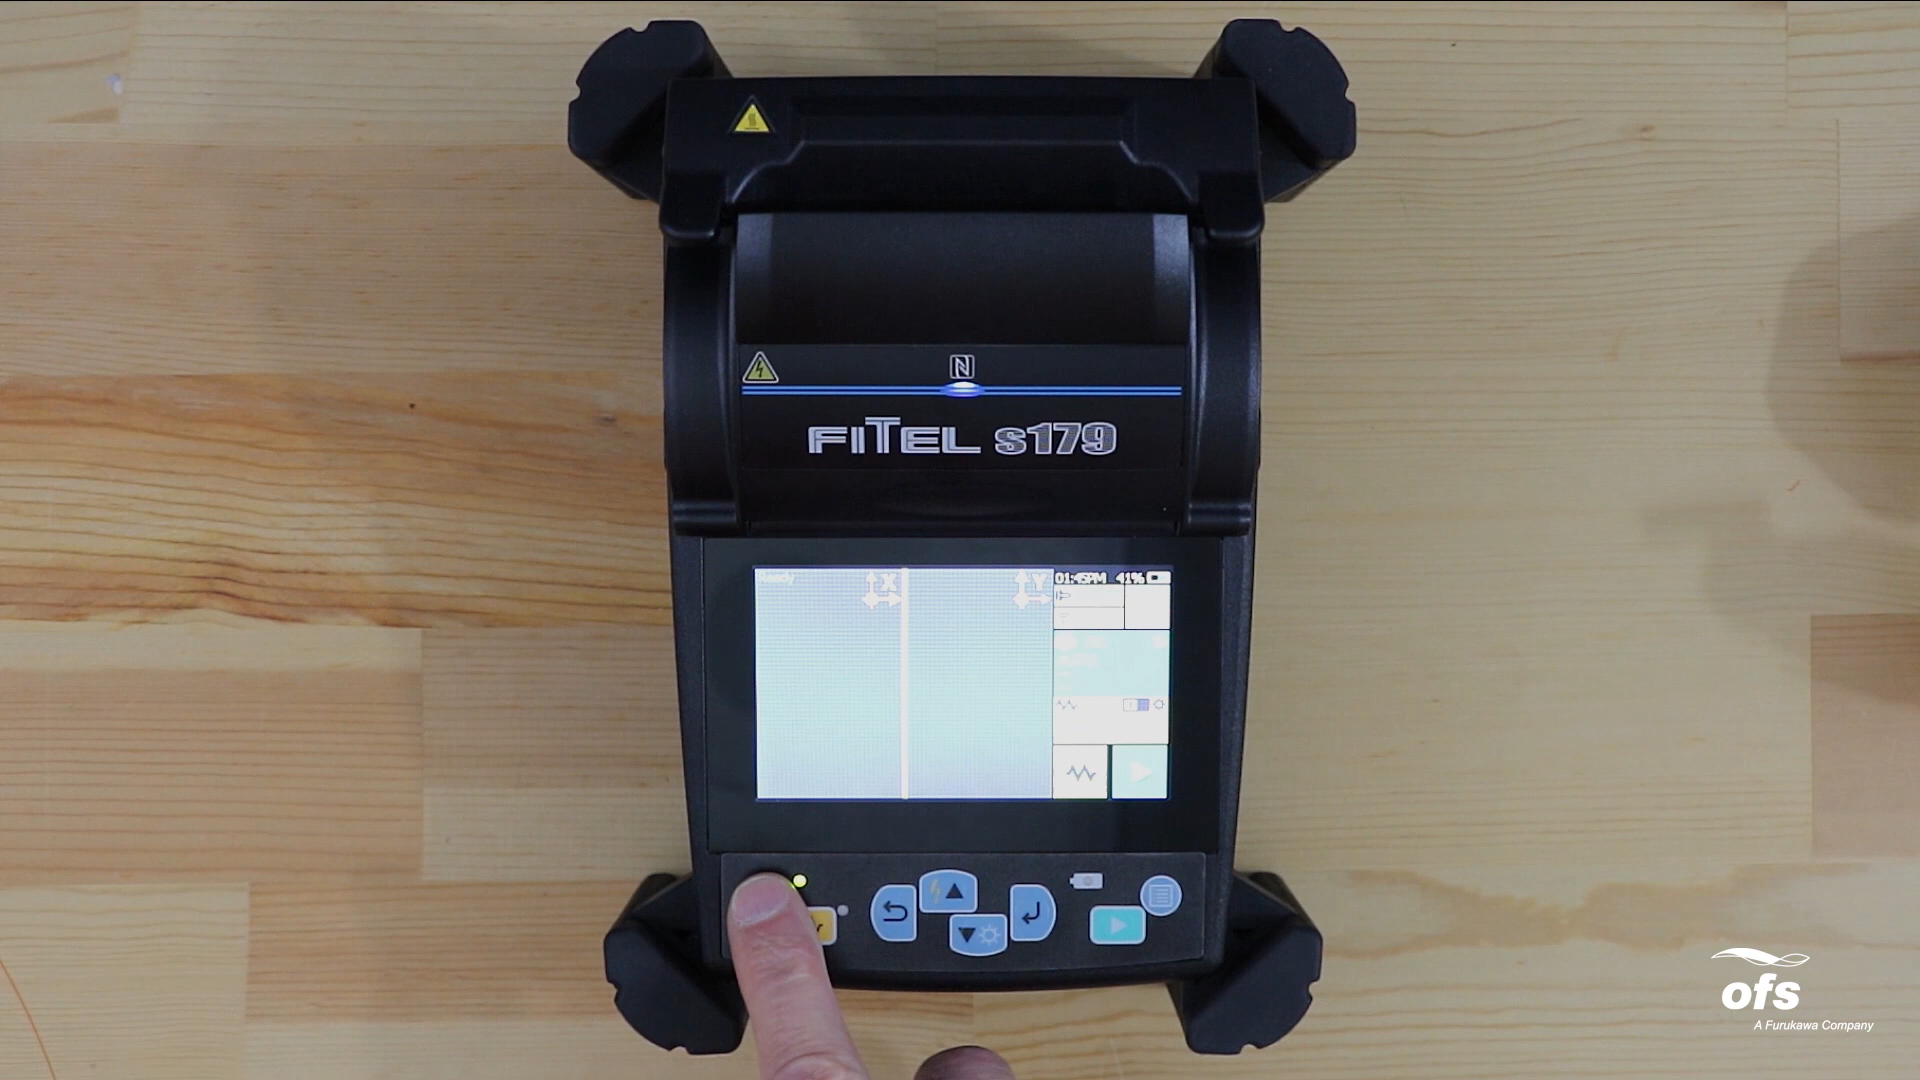 FITEL s179
Ready
X
Y
01:45PM 41%
ofs
A Furukawa Company